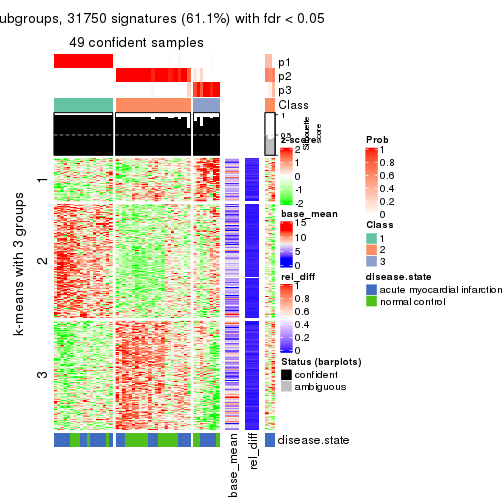 ubgroups, 31750 signatures (61.1%) with fdr < 0.05
49 confident samples
p1
p2
p3
Class
1
0.5
Silhouette
score
z-score
2
1
0
-1
-2
base_mean
15
10
5
0
rel_diff
1
0.8
0.6
0.4
0.2
0
Status (barplots)
confident
ambiguous
Prob
1
0.8
0.6
0.4
0.2
0
Class
1
2
3
disease.state
acute myocardial infarction
normal control
k-means with 3 groups
1
2
3
disease.state
base_mean
rel_diff